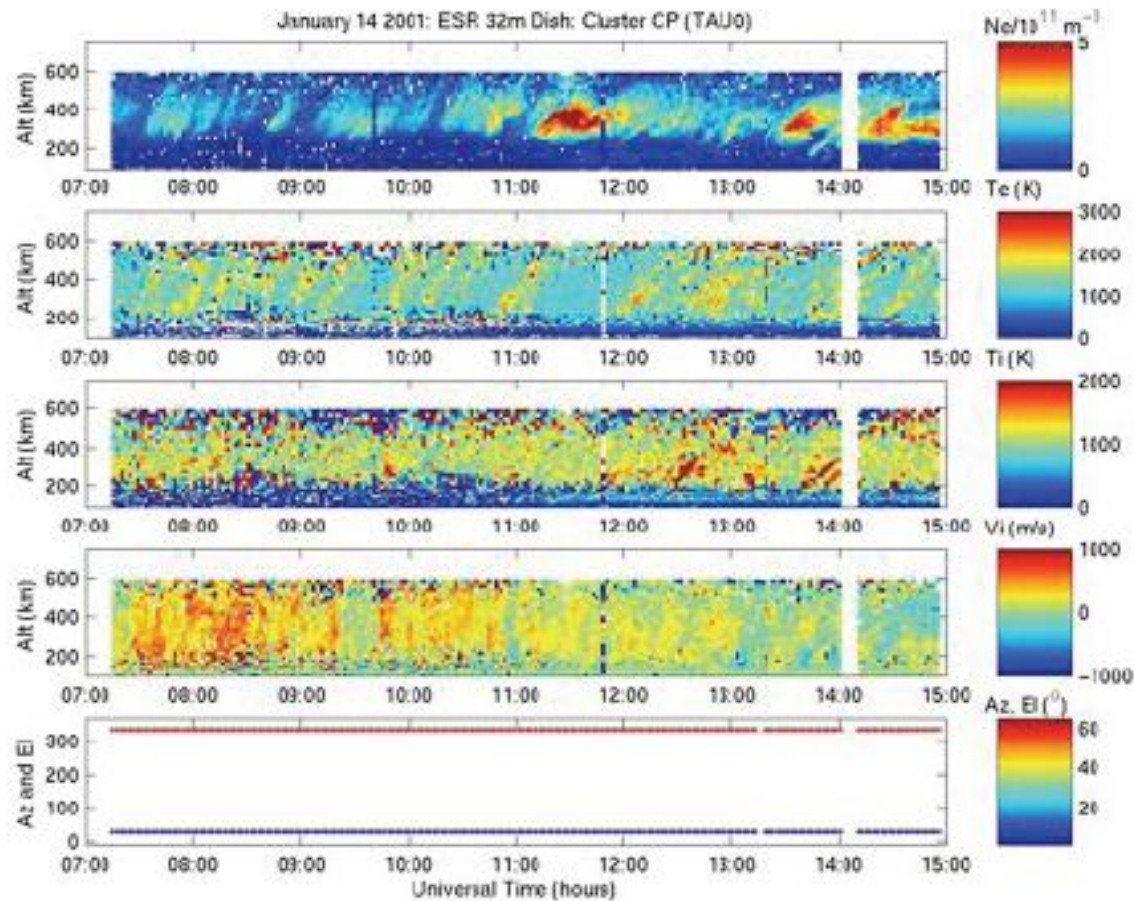 January 14 2001: ESR 32m Dish: Cluster CP (TAU0)
Ne/10^11 m^-3
Alt (km)
600
400
200
5
0
07:00 08:00 09:00 10:00 11:00 12:00 13:00 14:00 15:00
Te (K)
Alt (km)
600
400
200
3000
2000
1000
0
07:00 08:00 09:00 10:00 11:00 12:00 13:00 14:00 15:00
Ti (K)
Alt (km)
600
400
200
2000
1000
0
07:00 08:00 09:00 10:00 11:00 12:00 13:00 14:00 15:00
Vi (m/s)
Alt (km)
600
400
200
1000
0
-1000
07:00 08:00 09:00 10:00 11:00 12:00 13:00 14:00 15:00
Az, El (°)
Az and El
300
200
100
0
60
40
20
07:00 08:00 09:00 10:00 11:00 12:00 13:00 14:00 15:00
Universal Time (hours)